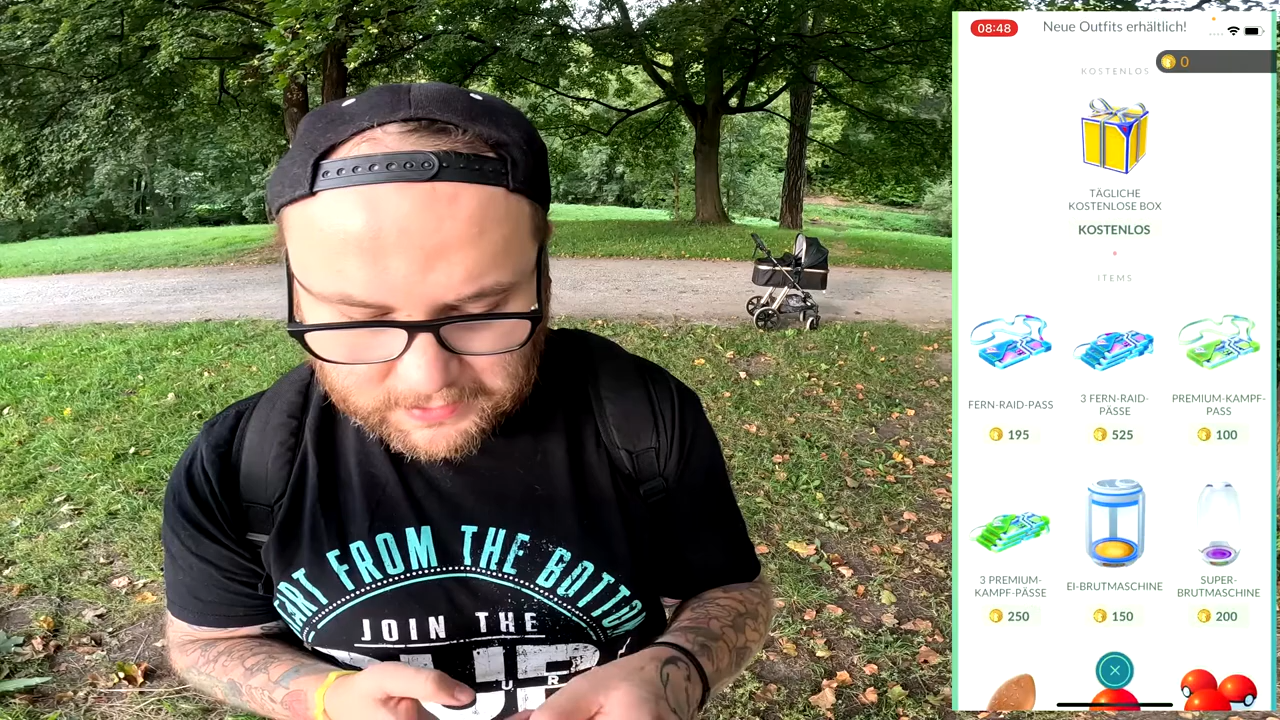 08:48
Neue Outfits erhältlich!
KOSTENLOS
0
TÄGLICHE
KOSTENLOSE BOX
KOSTENLOS
ITEMS
FERN-RAID-PASS
195
3 FERN-RAID-
PÄSSE
525
PREMIUM-KAMPF-
PASS
100
3 PREMIUM-
KAMPF-PÄSSE
250
EI-BRUTMASCHINE
150
SUPER-
BRUTMASCHINE
200
FROM THE
JOIN THE